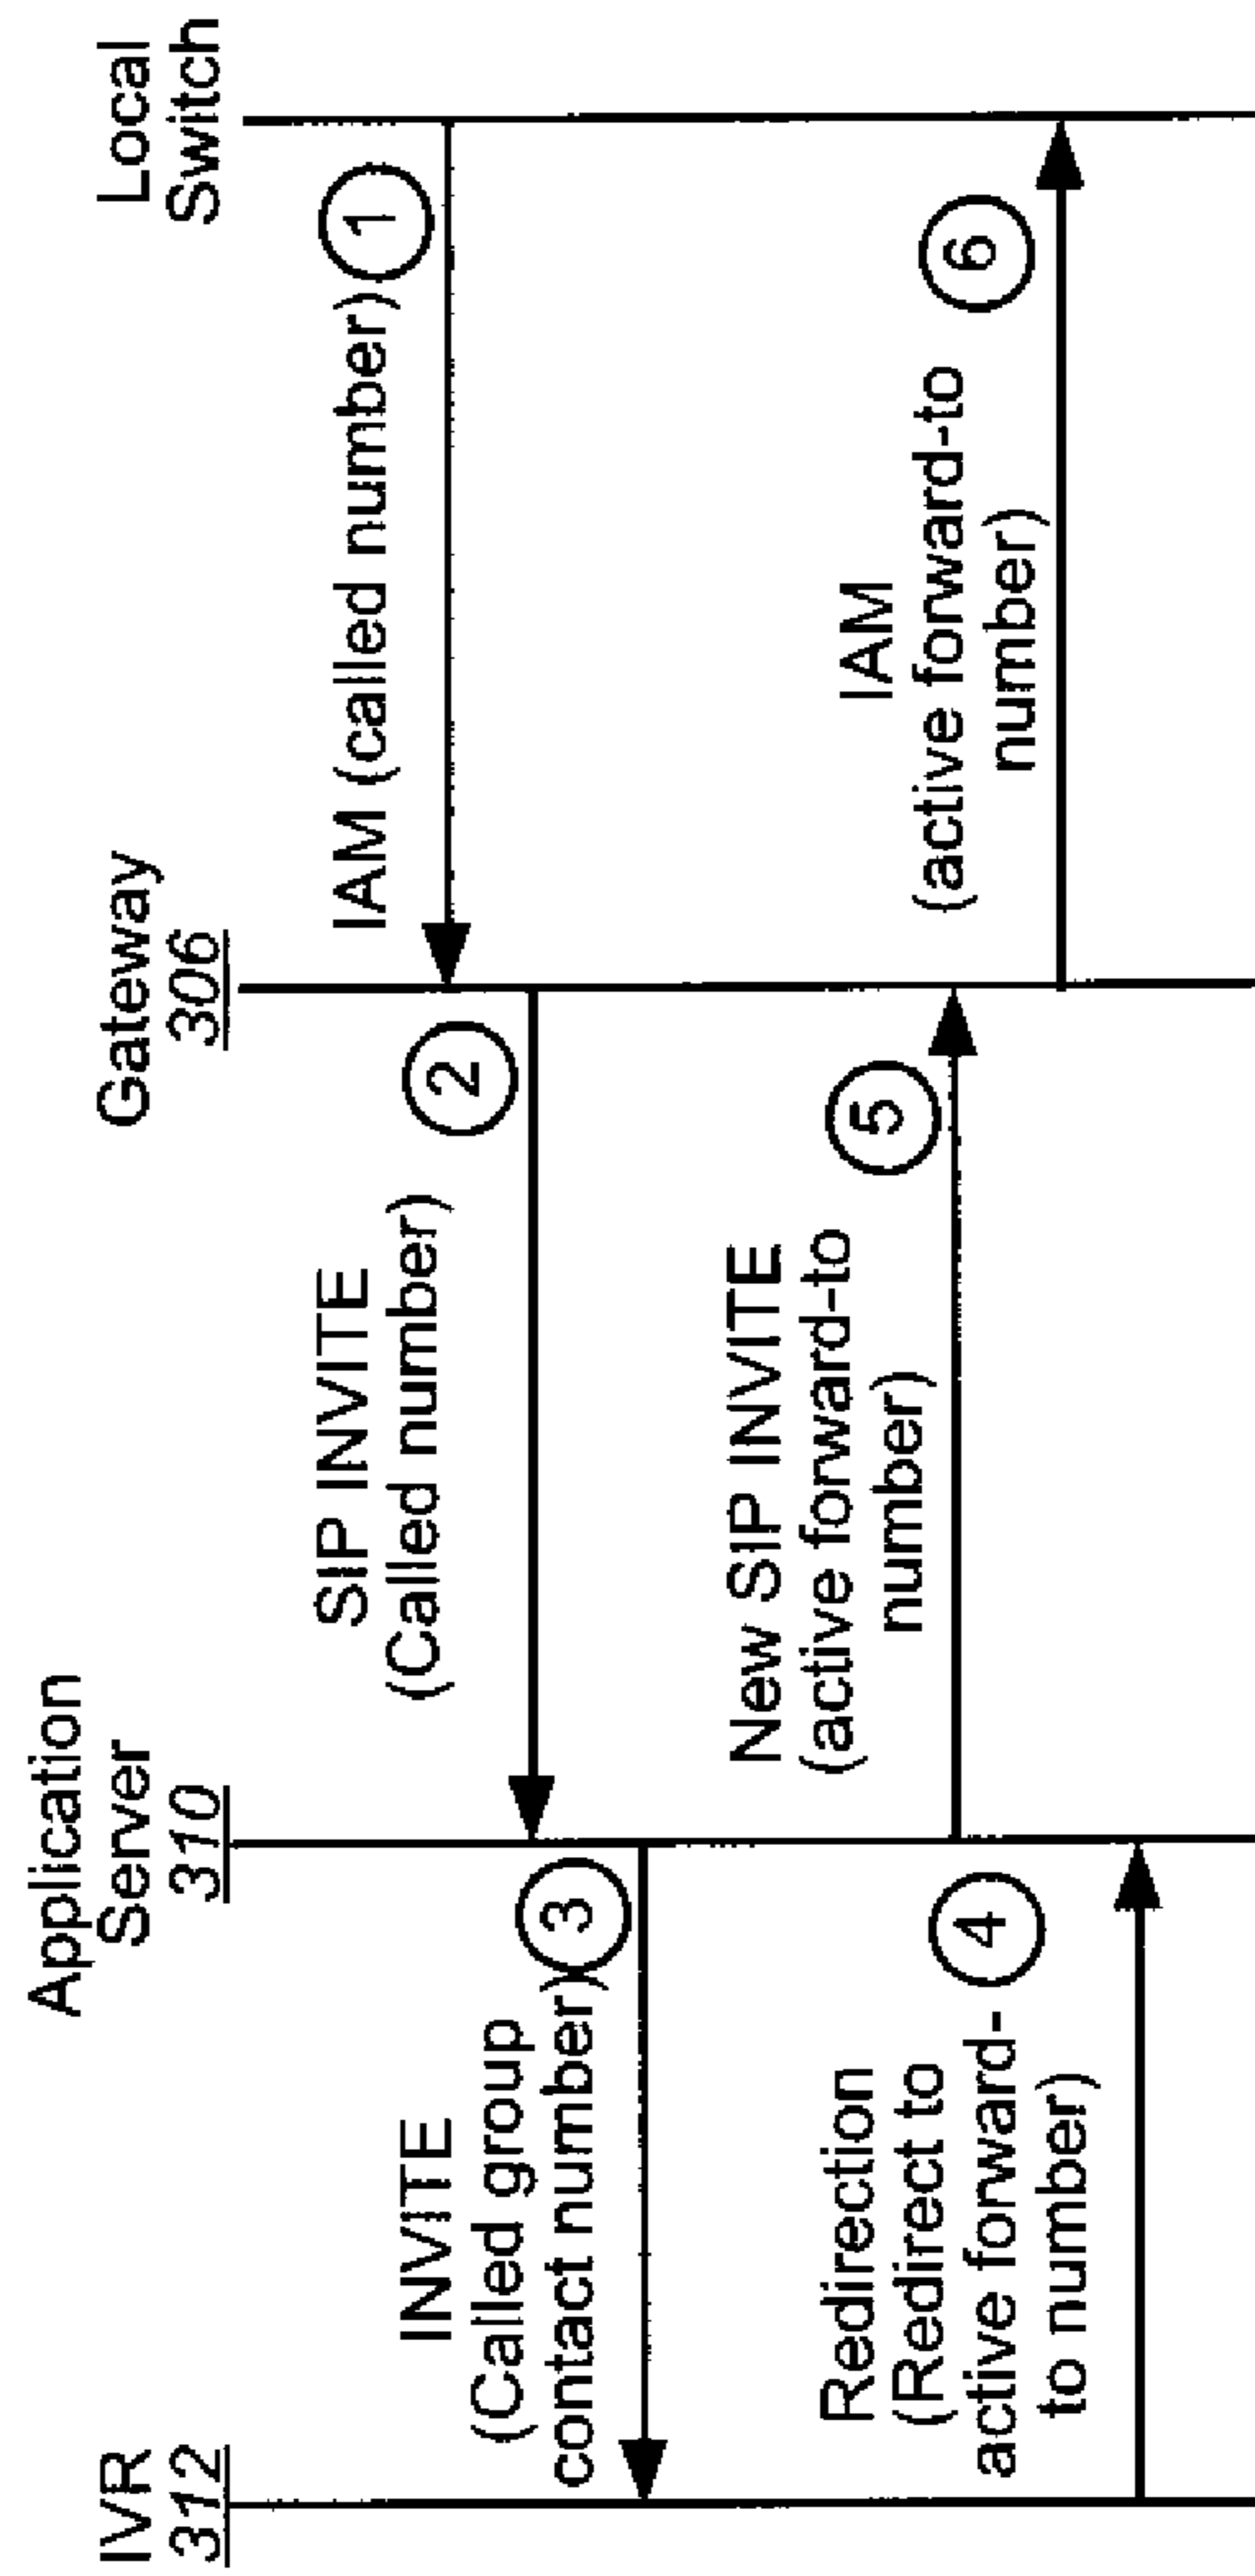 IVR
312
Application
Server
310
Gateway
306
Local
Switch
IAM (called number)
1
SIP INVITE
(Called number)
2
INVITE
(Called group
contact number)
3
Redirection
(Redirect to
active forward-
to number)
4
New SIP INVITE
(active forward-to
number)
5
IAM
(active forward-to
number)
6